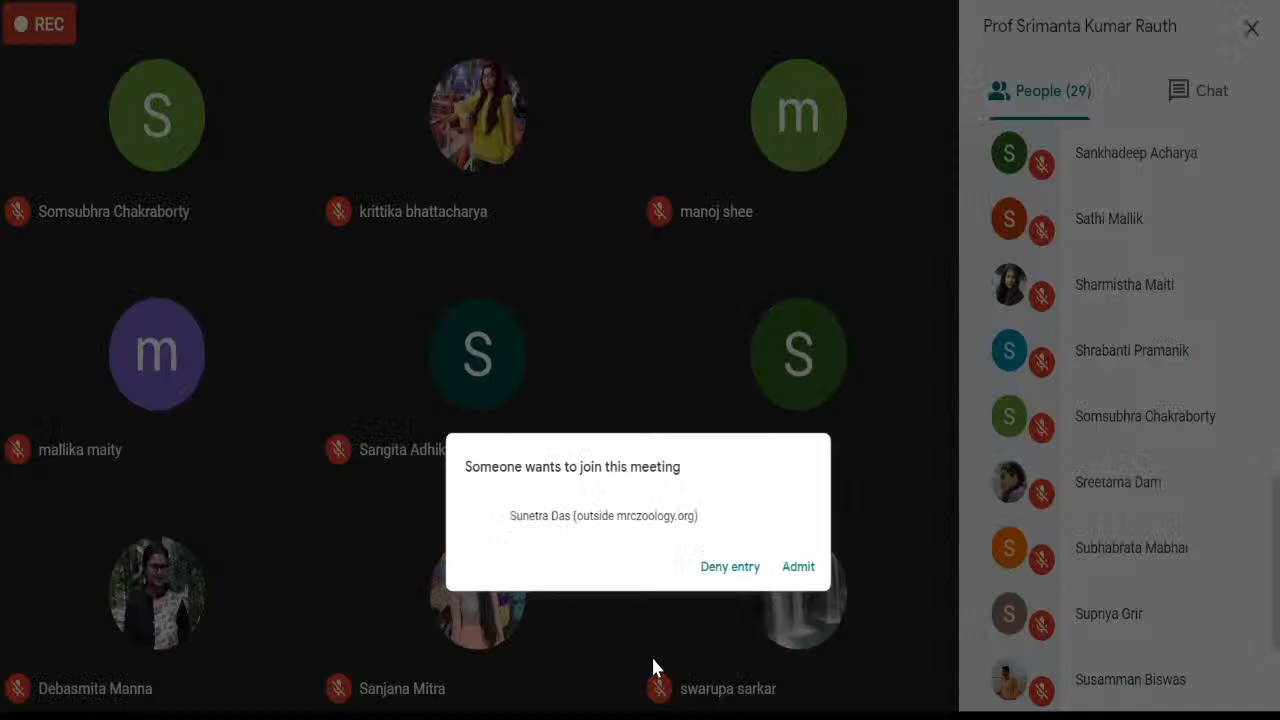 REC
S
m
Somsubhra Chakraborty
krittika bhattacharya
manoj shee
m
S
S
mallika maity
Sangita Adhik
Someone wants to join this meeting
Sunetra Das (outside mrczoology.org)
Deny entry Admit
Debasmita Manna
Sanjana Mitra
swarupa sarkar
Prof Srimanta Kumar Rauth
People (29) Chat
S Sankhadeep Acharya
S Sathi Mallik
Sharmistha Maiti
S Shrabanti Pramanik
S Somsubhra Chakraborty
Sreetama Dam
S Subhabrata Mabhai
S Supriya Grir
Susamman Biswas